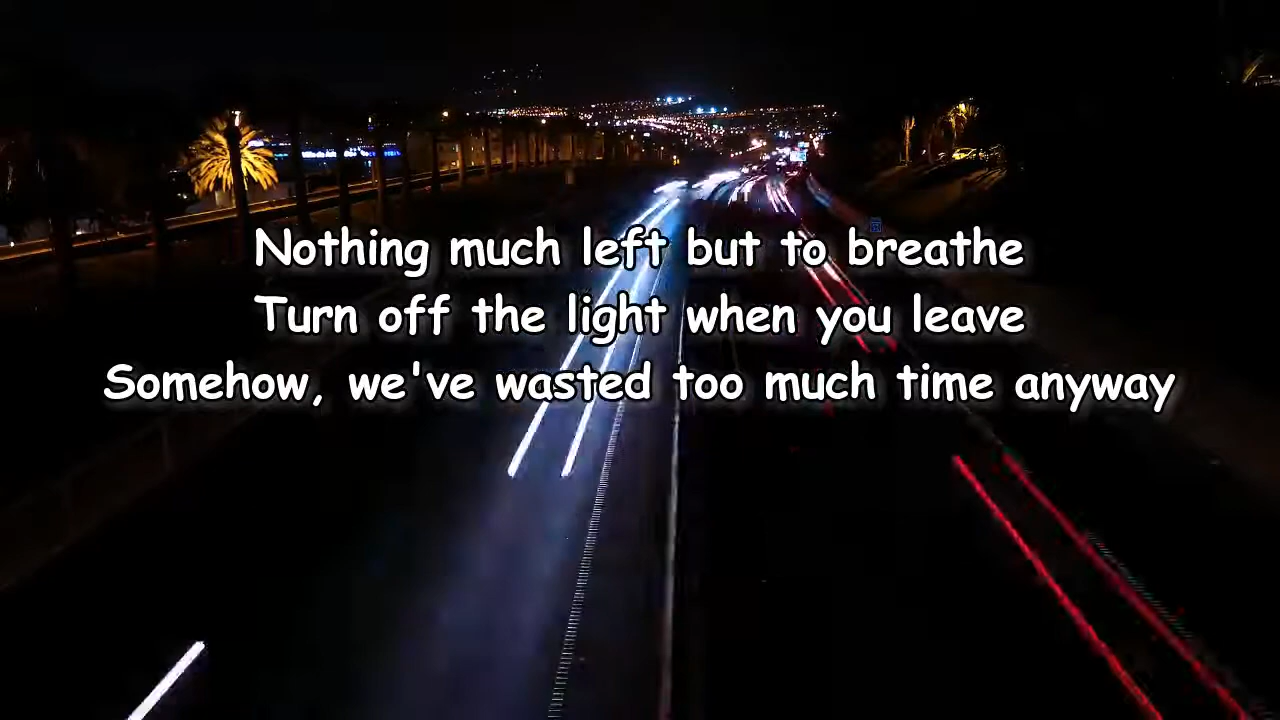 Nothing much left but to breathe
Turn off the light when you leave
Somehow, we've wasted too much time anyway